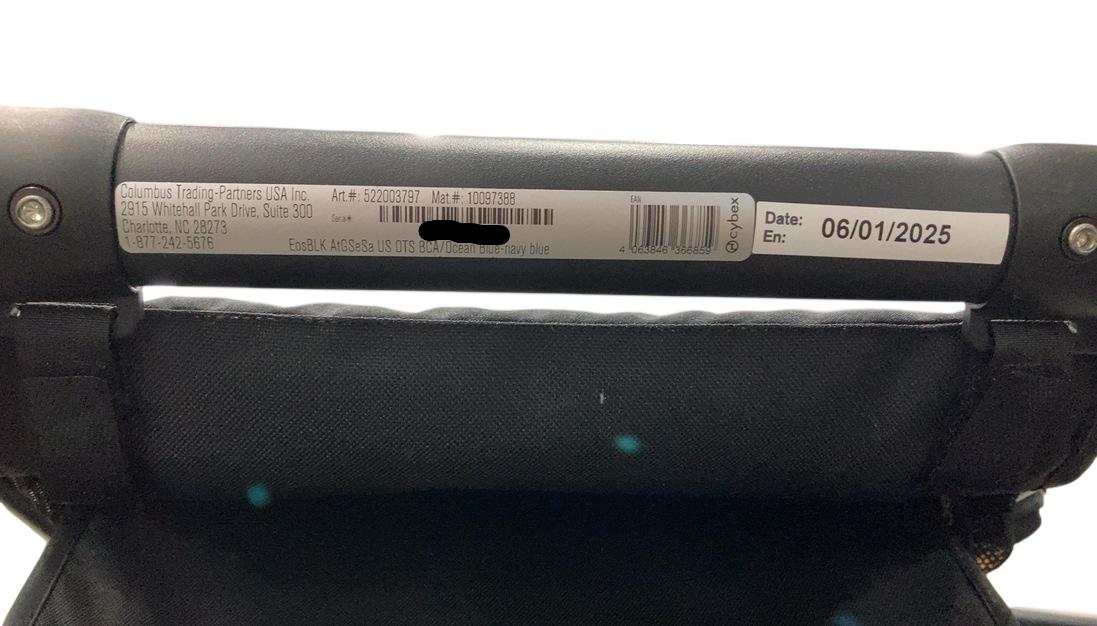 Columbus Trading-Partners USA Inc.
2915 Whitehall Park Drive, Suite 300
Charlotte, NC 28273
1-877-242-5676
Art.#: 522003797 Mat.#: 10097388
Serial#
EosBLK AtGSeSa US OTS BCA/Ocean Blue-navy blue
EAN
4 063846 366859
cybex
Date:
En:
06/01/2025